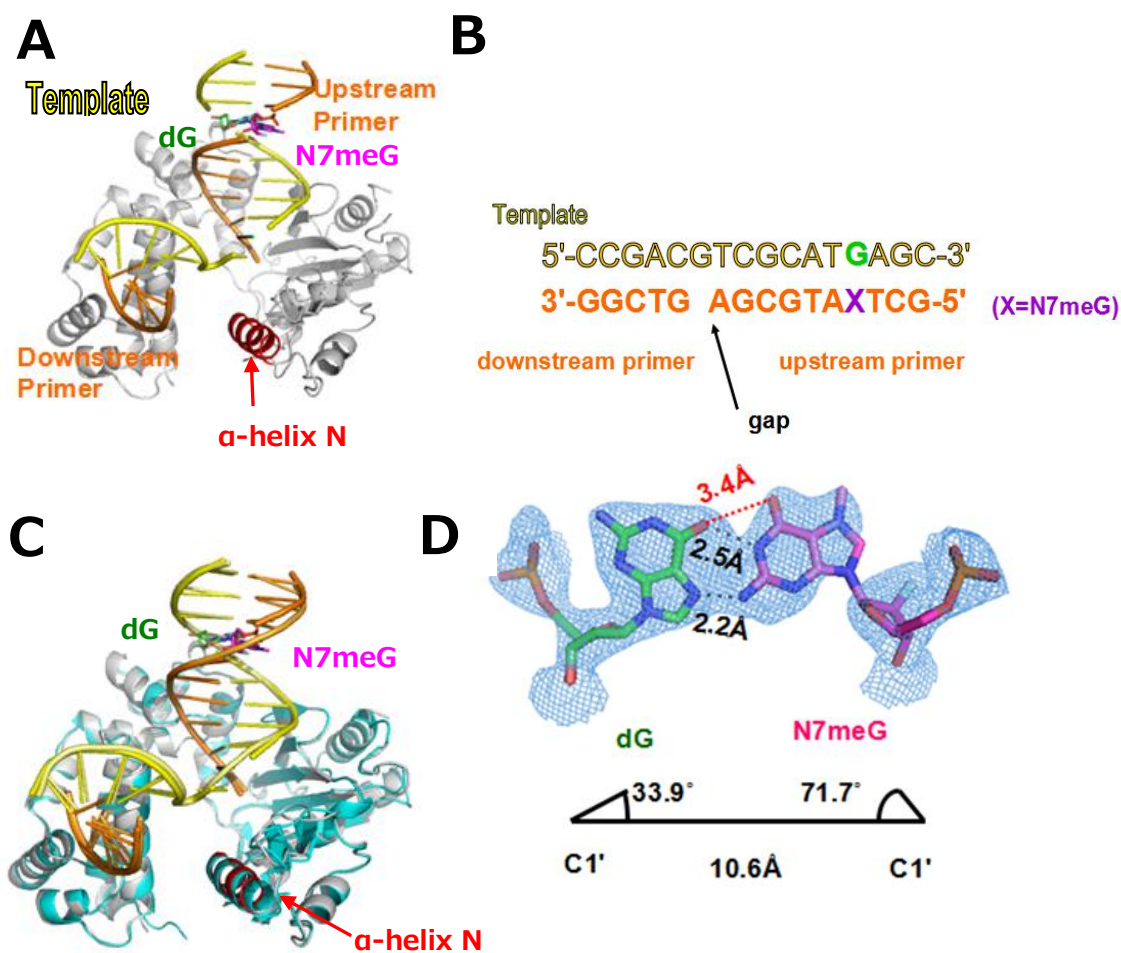 A
Template
Upstream
Primer
dG
N7meG
Downstream
Primer
α-helix N
B
Template
5'-CCGACGTCGCATGAGC-3'
3'-GGCTG AGCGTAXTCG-5' (X=N7meG)
downstream primer upstream primer
gap
C
dG
N7meG
α-helix N
D
3.4Å
2.5Å
2.2Å
dG N7meG
33.9° 71.7°
C1' 10.6Å C1'